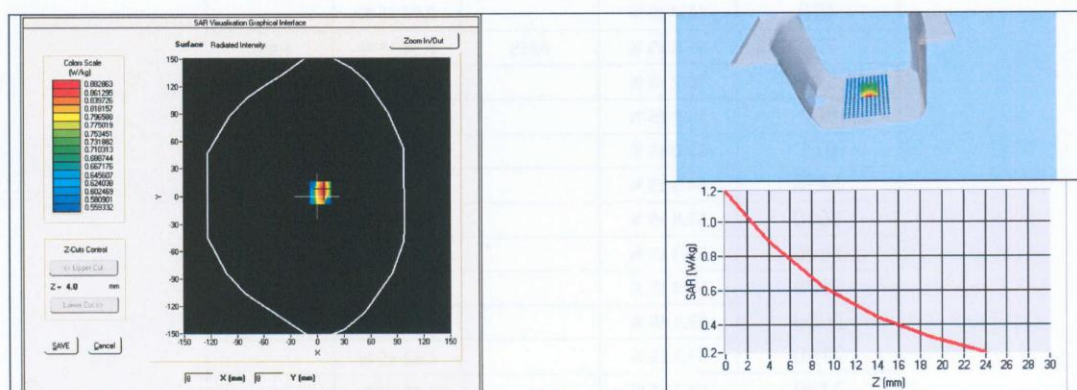 SAR Visualisation Graphical Interface
Surface Radiated Intensity
Zoom In/Out
Colors Scale
(W/kg)
0.882863
0.861295
0.839726
0.818157
0.796588
0.775019
0.753451
0.731882
0.710313
0.688744
0.667176
0.645607
0.624038
0.602469
0.580901
0.559332
150
120
90
60
30
0
-30
-60
-90
-120
-150
Y
-150 -120 -90 -60 -30 0 30 60 90 120 150
X
Z-Cuts Control
<< Upper Cut
Z = 4.0 mm
Lower Cut >>
SAVE Cancel
0 X (mm) 0 Y (mm)
1.2
1.0
0.8
0.6
0.4
0.2
SAR (W/kg)
0 2 4 6 8 10 12 14 16 18 20 22 24 26 28 30
Z (mm)